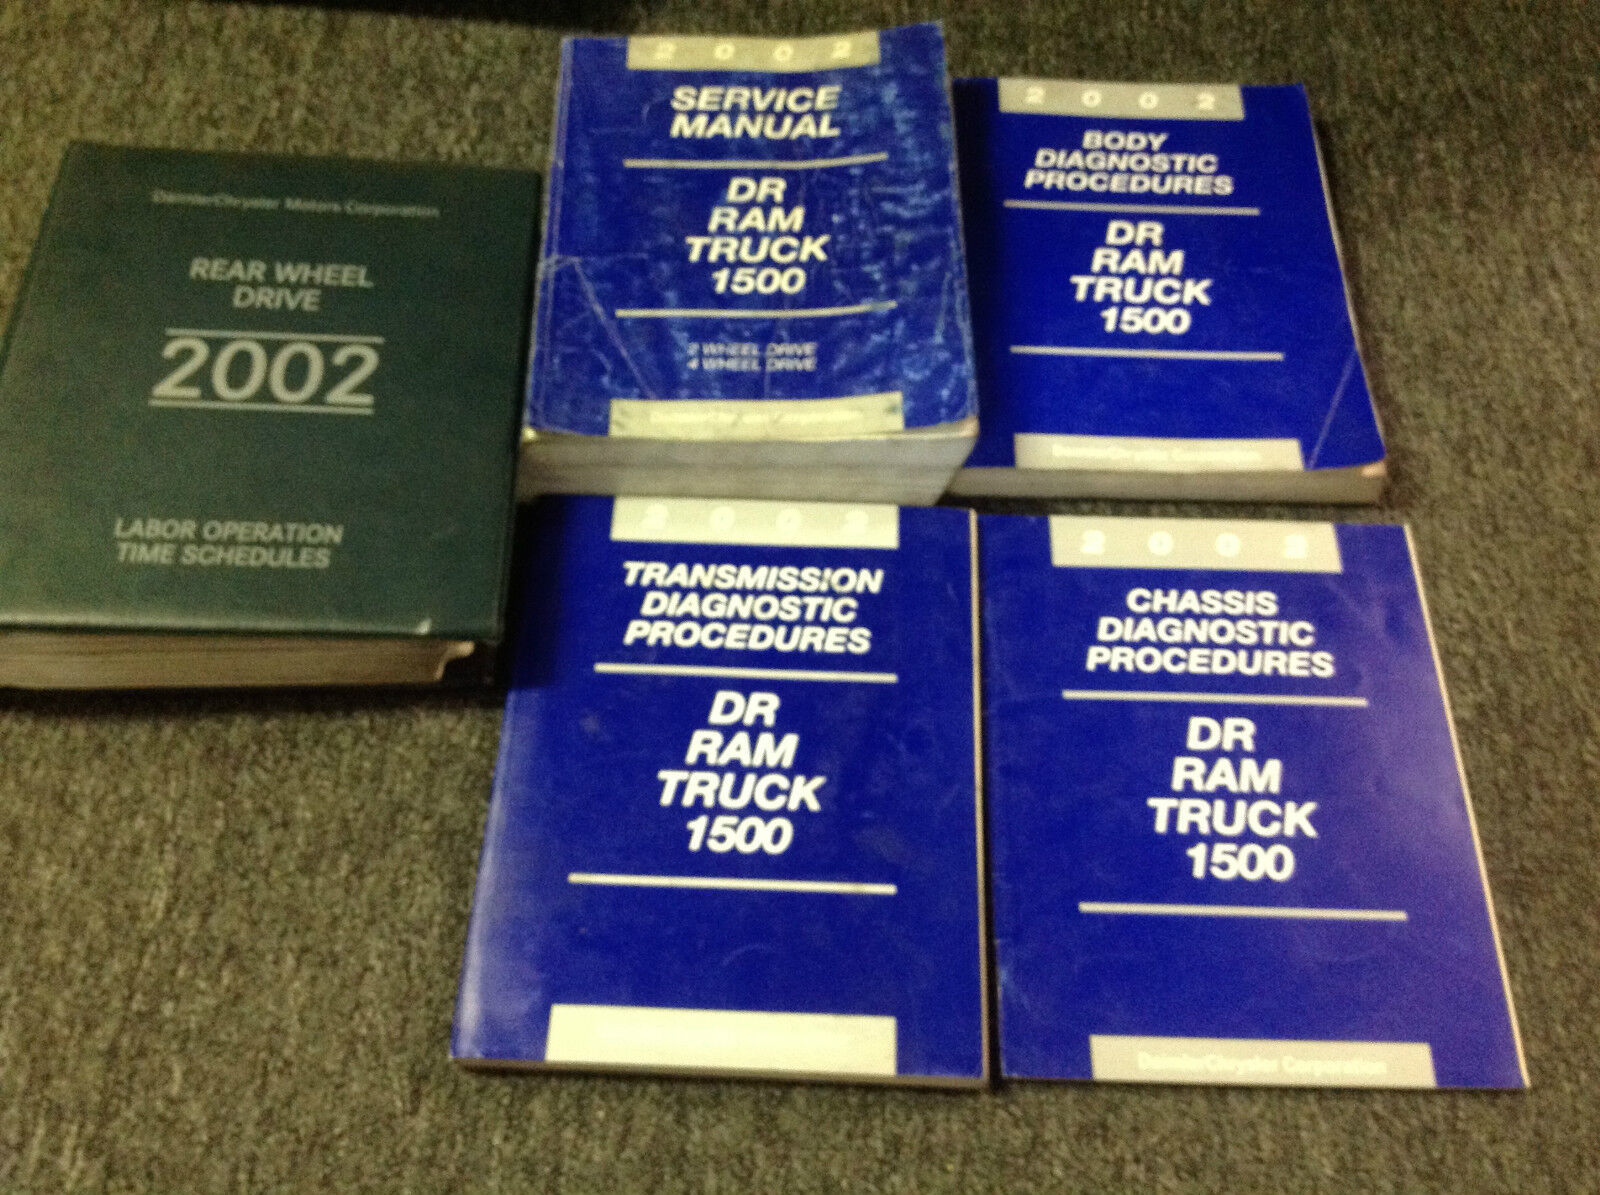 DaimlerChrysler Motors Corporation
REAR WHEEL
DRIVE
2002
LABOR OPERATION
TIME SCHEDULES
2002
SERVICE
MANUAL
DR
RAM
TRUCK
1500
2 WHEEL DRIVE
4 WHEEL DRIVE
2002
BODY
DIAGNOSTIC
PROCEDURES
DR
RAM
TRUCK
1500
DaimlerChrysler Corporation
2002
TRANSMISSION
DIAGNOSTIC
PROCEDURES
DR
RAM
TRUCK
1500
2002
CHASSIS
DIAGNOSTIC
PROCEDURES
DR
RAM
TRUCK
1500
DaimlerChrysler Corporation